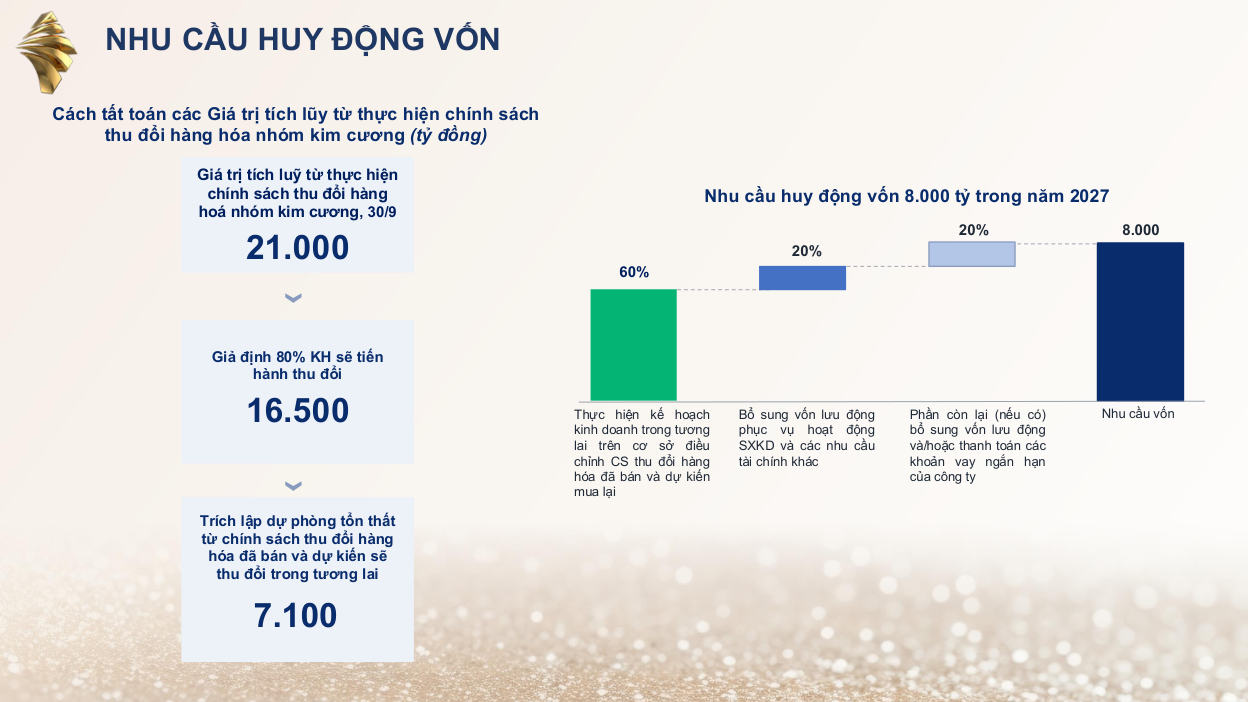 NHU CẦU HUY ĐỘNG VỐN
Cách tất toán các Giá trị tích lũy từ thực hiện chính sách
thu đổi hàng hóa nhóm kim cương (tỷ đồng)
Giá trị tích luỹ từ thực hiện
chính sách thu đổi hàng
hoá nhóm kim cương, 30/9
21.000
Giả định 80% KH sẽ tiến
hành thu đổi
16.500
Trích lập dự phòng tổn thất
từ chính sách thu đổi hàng
hóa đã bán và dự kiến sẽ
thu đổi trong tương lai
7.100
Nhu cầu huy động vốn 8.000 tỷ trong năm 2027
60%
20%
20%
8.000
Thực hiện kế hoạch
kinh doanh trong tương
lai trên cơ sở điều
chỉnh CS thu đổi hàng
hóa đã bán và dự kiến
mua lại
Bổ sung vốn lưu động
phục vụ hoạt động
SXKD và các nhu cầu
tài chính khác
Phần còn lại (nếu có)
bổ sung vốn lưu động
và/hoặc thanh toán các
khoản vay ngắn hạn
của công ty
Nhu cầu vốn